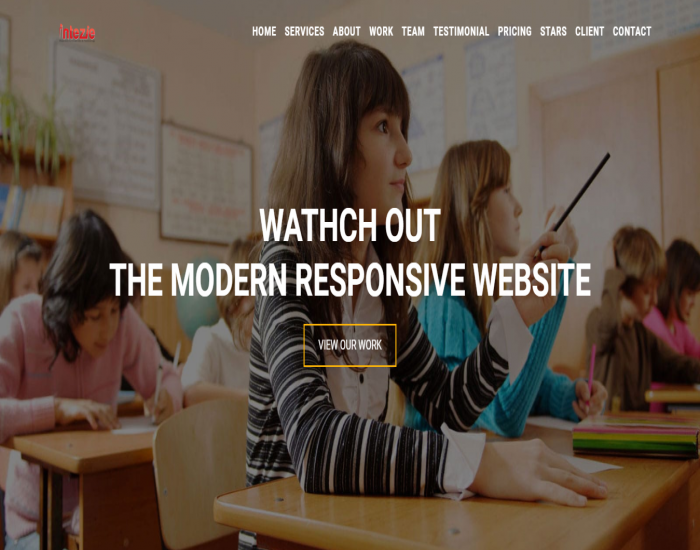 HOME SERVICES ABOUT WORK TEAM TESTIMONIAL PRICING STARS CLIENT CONTACT
WATHCH OUT
THE MODERN RESPONSIVE WEBSITE
VIEW OUR WORK